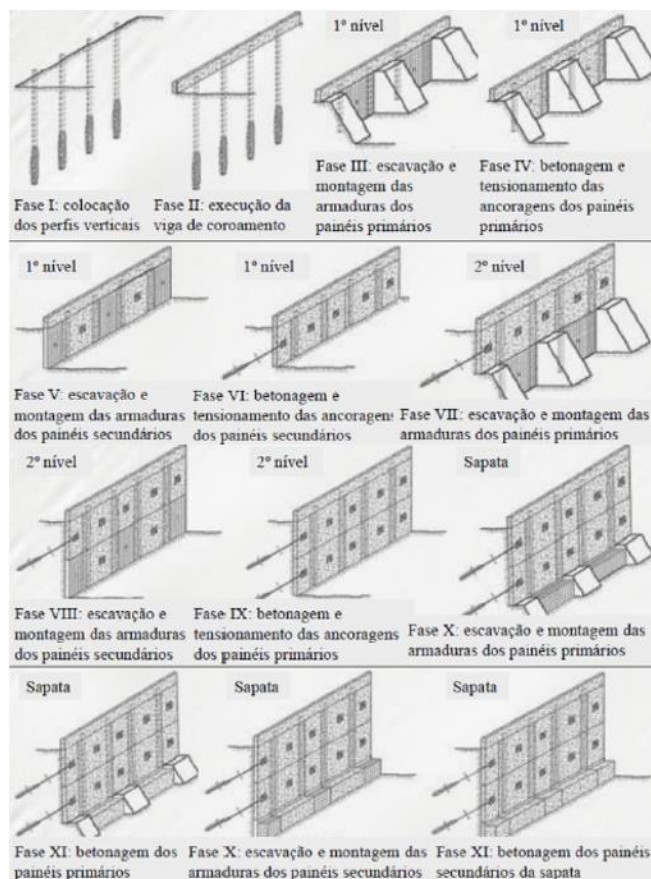 1º nível
1º nível
Fase I: colocação
dos perfis verticais
Fase II: execução da
viga de coroamento
Fase III: escavação e
montagem das
armaduras dos
painéis primários
Fase IV: betonagem e
tensionamento das
ancoragens dos painéis
primários
1º nível
1º nível
2º nível
Fase V: escavação e
montagem das armaduras
dos painéis secundários
Fase VI: betonagem e
tensionamento das ancoragens
dos painéis secundários
Fase VII: escavação e montagem das
armaduras dos painéis primários
2º nível
2º nível
Sapata
Fase VIII: escavação e
montagem das armaduras
dos painéis secundários
Fase IX: betonagem e
tensionamento das ancoragens
dos painéis primários
Fase X: escavação e montagem das
armaduras dos painéis primários
Sapata
Sapata
Sapata
Fase XI: betonagem dos
painéis primários
Fase X: escavação e montagem das
armaduras dos painéis secundários
Fase XI: betonagem dos painéis
secundários da sapata